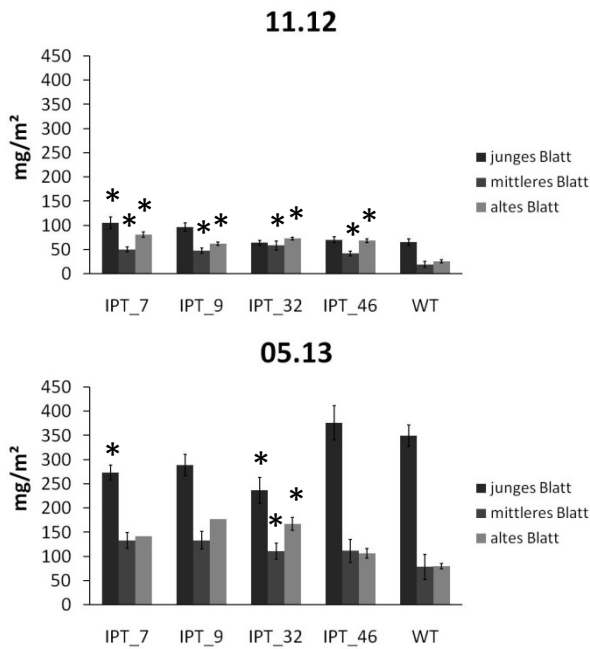 11.12
450
400
350
300
250
200
150
100
50
0
mg/m²
* * *
* *
* *
* *
IPT_7 IPT_9 IPT_32 IPT_46 WT
junges Blatt
mittleres Blatt
altes Blatt
05.13
450
400
350
300
250
200
150
100
50
0
mg/m²
*
* * *
IPT_7 IPT_9 IPT_32 IPT_46 WT
junges Blatt
mittleres Blatt
altes Blatt